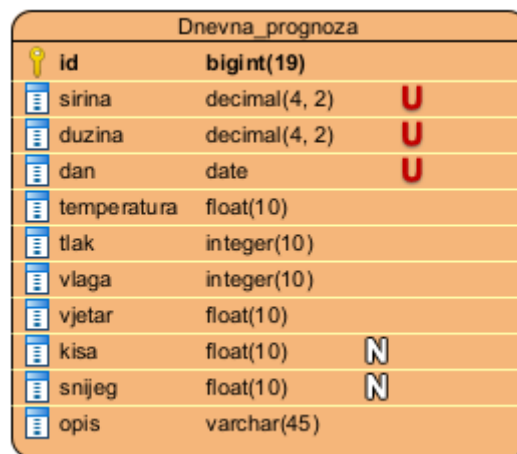 Dnevna_prognoza
id bigint(19)
sirina decimal(4, 2) U
duzina decimal(4, 2) U
dan date U
temperatura float(10)
tlak integer(10)
vlaga integer(10)
vjetar float(10)
kisa float(10) N
snijeg float(10) N
opis varchar(45)